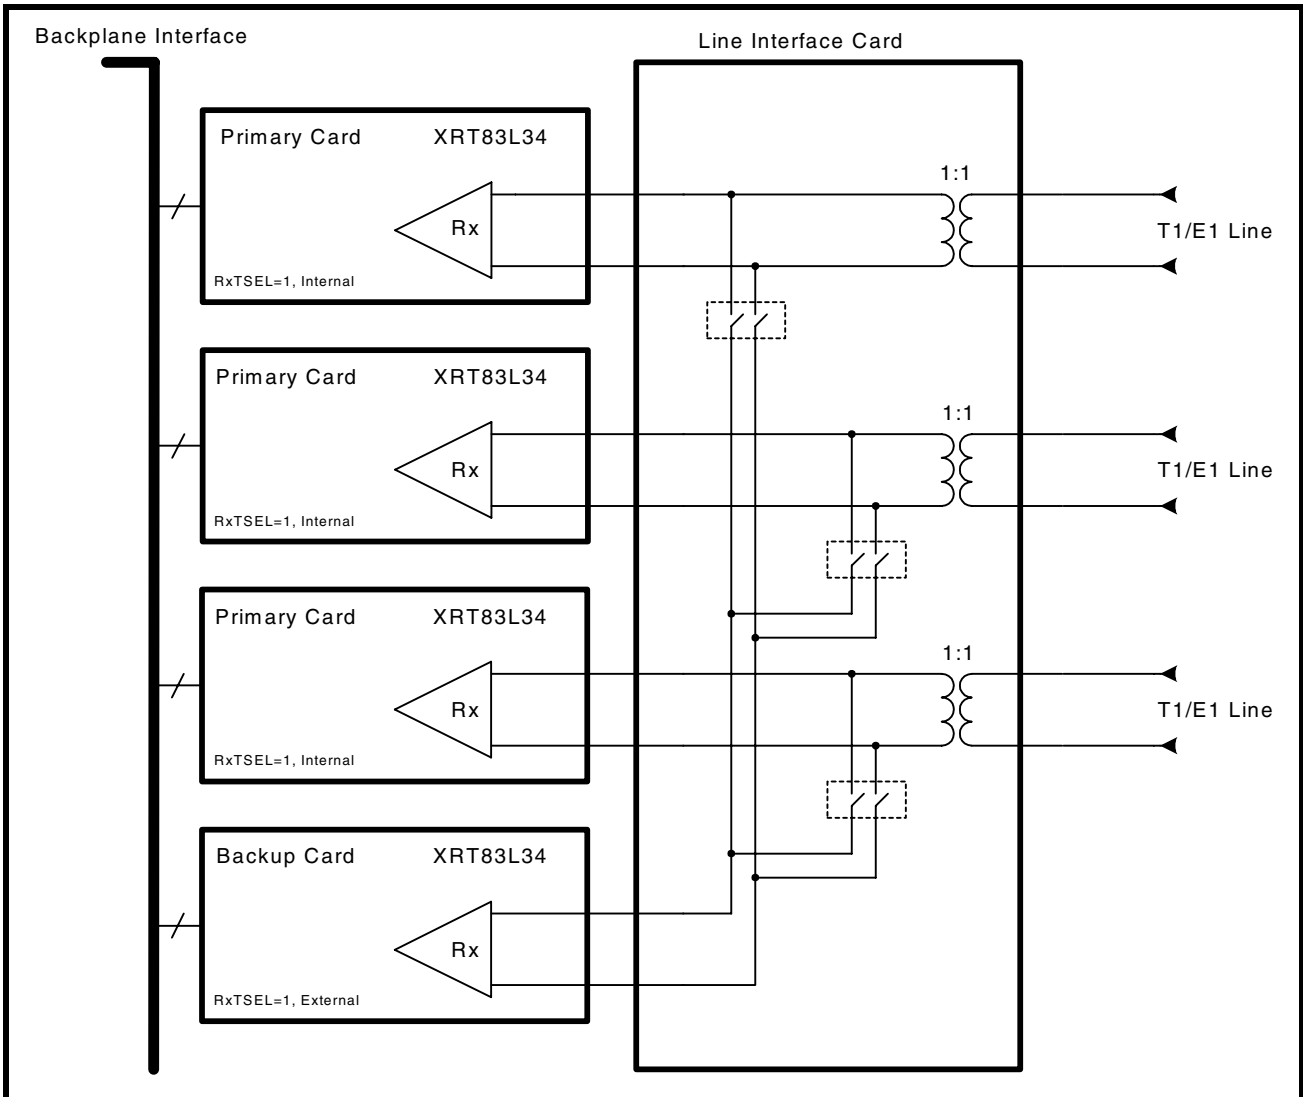 Backplane Interface
Line Interface Card
Primary Card XRT83L34
1:1
Rx
T1/E1 Line
RxTSEL=1, Internal
Primary Card XRT83L34
1:1
Rx
T1/E1 Line
RxTSEL=1, Internal
Primary Card XRT83L34
1:1
Rx
T1/E1 Line
RxTSEL=1, Internal
Backup Card XRT83L34
Rx
RxTSEL=1, External